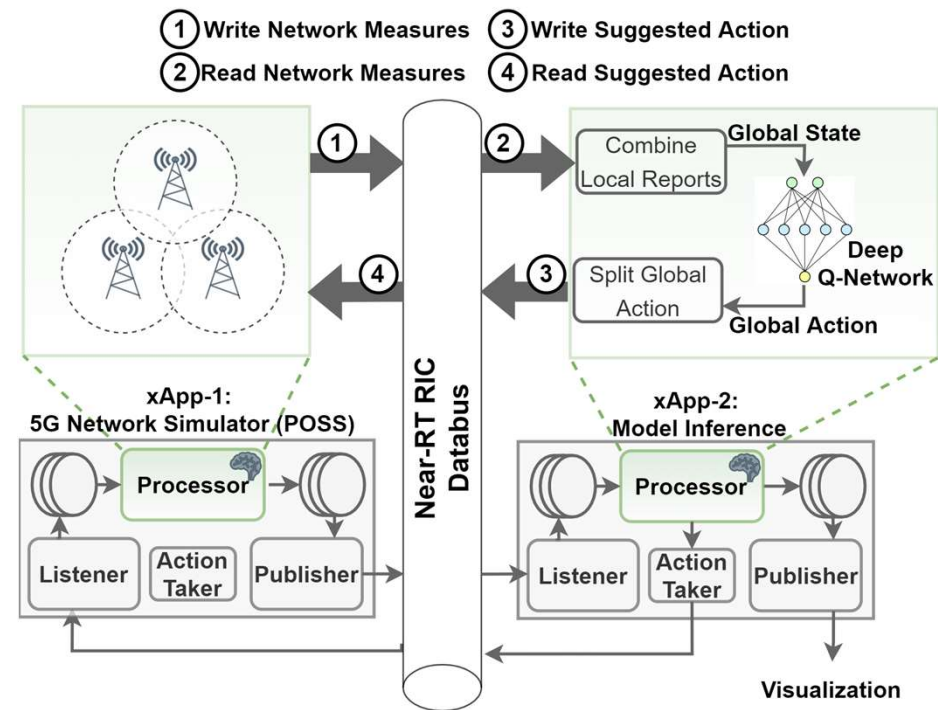 1 Write Network Measures
3 Write Suggested Action
2 Read Network Measures
4 Read Suggested Action
1
2
Combine
Local Reports
Global State
Deep
Q-Network
4
3
Split Global
Action
Global Action
Near-RT RIC
Databus
xApp-1:
5G Network Simulator (POSS)
Processor
Listener
Action
Taker
Publisher
xApp-2:
Model Inference
Processor
Listener
Action
Taker
Publisher
Visualization